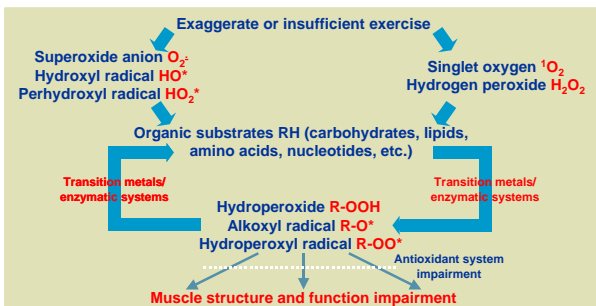 Exaggerate or insufficient exercise
Superoxide anion O₂∸
Hydroxyl radical HO*
Perhydroxyl radical HO₂*
Singlet oxygen ¹O₂
Hydrogen peroxide H₂O₂
Organic substrates RH (carbohydrates, lipids,
amino acids, nucleotides, etc.)
Transition metals/
enzymatic systems
Transition metals/
enzymatic systems
Hydroperoxide R-OOH
Alkoxyl radical R-O*
Hydroperoxyl radical R-OO*
Antioxidant system
impairment
Muscle structure and function impairment